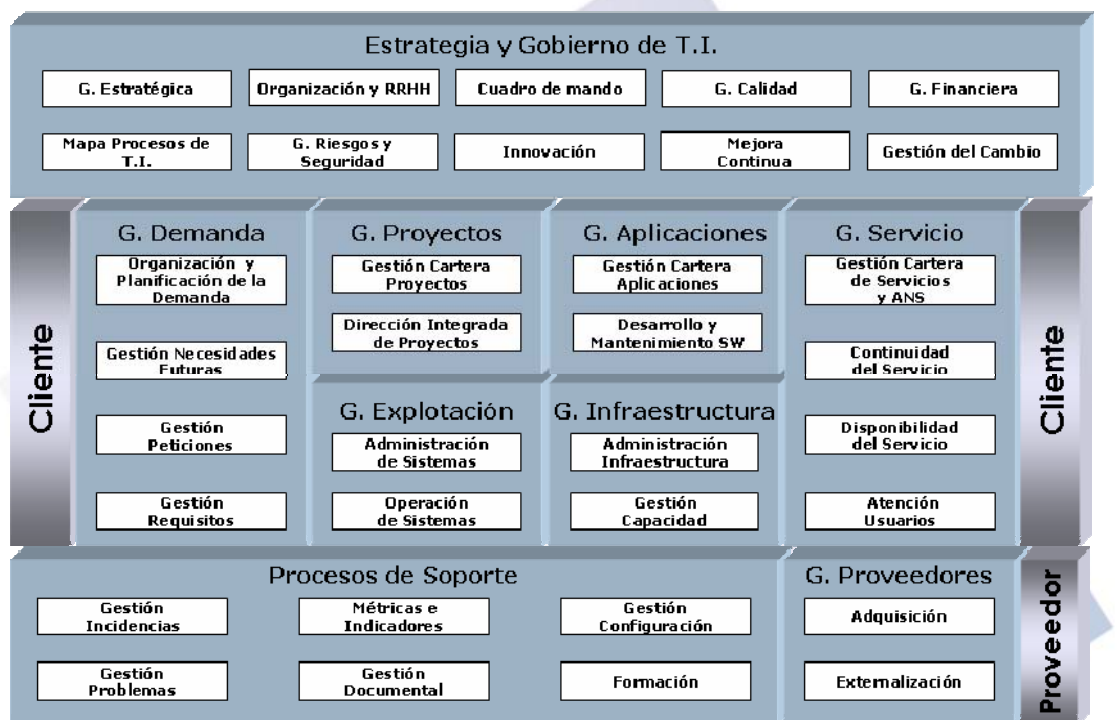 Estrategia y Gobierno de T.I.
G. Estratégica
Organización y RRHH
Cuadro de mando
G. Calidad
G. Financiera
Mapa Procesos de
T.I.
G. Riesgos y
Seguridad
Innovación
Mejora
Continua
Gestión del Cambio
Cliente
G. Demanda
Organización y
Planificación de la
Demanda
Gestión Necesidades
Futuras
Gestión
Peticiones
Gestión
Requisitos
G. Proyectos
Gestión Cartera
Proyectos
Dirección Integrada
de Proyectos
G. Aplicaciones
Gestión Cartera
Aplicaciones
Desarrollo y
Mantenimiento SW
G. Explotación
Administración
de Sistemas
Operación
de Sistemas
G. Infraestructura
Administración
Infraestructura
Gestión
Capacidad
G. Servicio
Gestión Cartera
de Servicios
y ANS
Continuidad
del Servicio
Disponibilidad
del Servicio
Atención
Usuarios
Cliente
Procesos de Soporte
Gestión
Incidencias
Métricas e
Indicadores
Gestión
Configuración
Gestión
Problemas
Gestión
Documental
Formación
G. Proveedores
Adquisición
Externalización
Proveedor